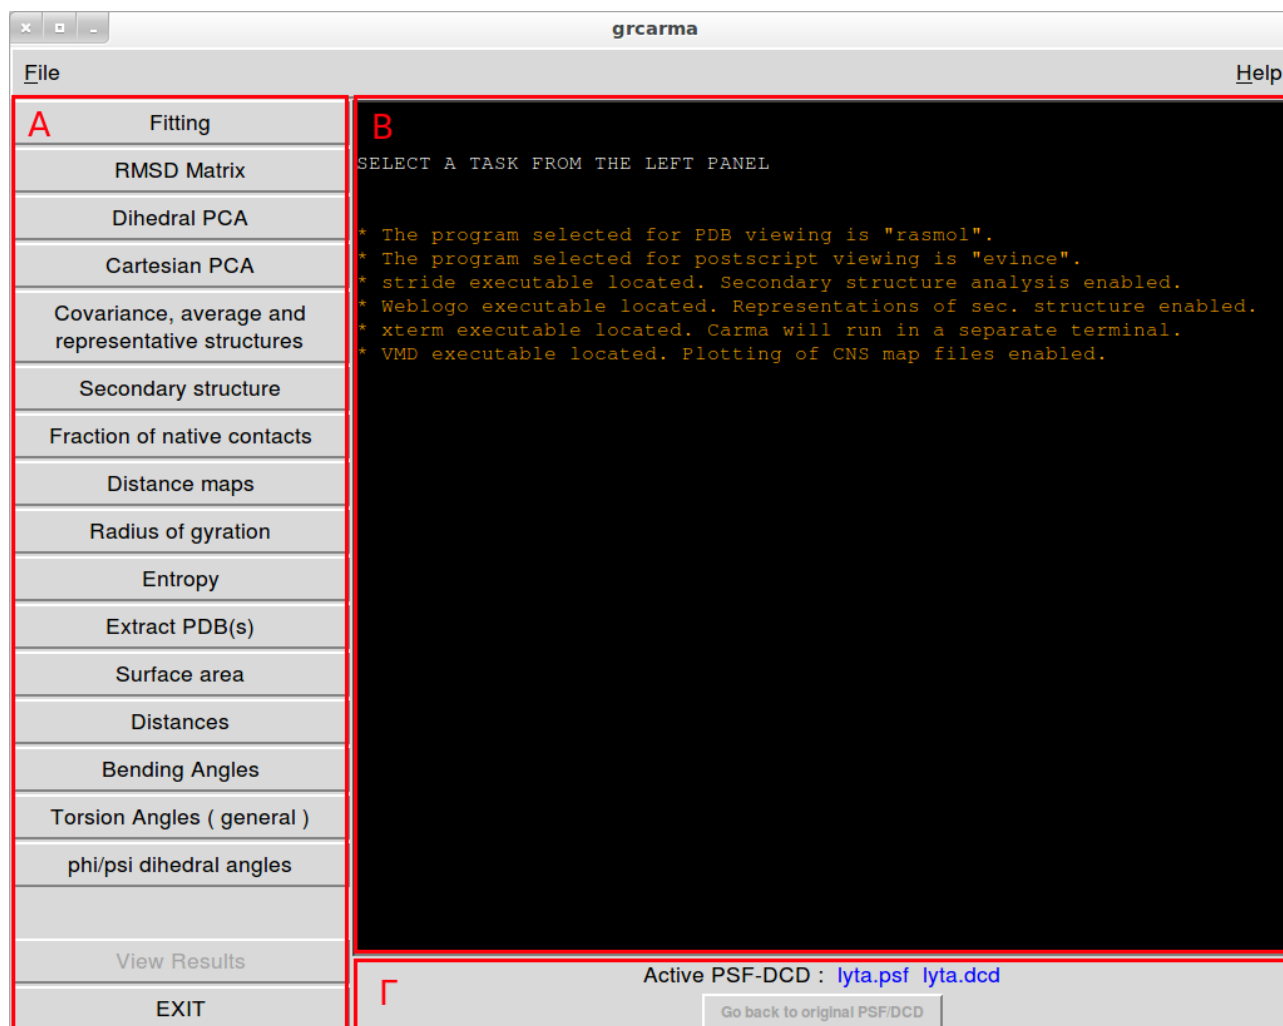 grcarma
File
Help
A
Fitting
RMSD Matrix
Dihedral PCA
Cartesian PCA
Covariance, average and
representative structures
Secondary structure
Fraction of native contacts
Distance maps
Radius of gyration
Entropy
Extract PDB(s)
Surface area
Distances
Bending Angles
Torsion Angles ( general )
phi/psi dihedral angles
View Results
EXIT
B
SELECT A TASK FROM THE LEFT PANEL
* The program selected for PDB viewing is "rasmol".
* The program selected for postscript viewing is "evince".
* stride executable located. Secondary structure analysis enabled.
* Weblogo executable located. Representations of sec. structure enabled.
* xterm executable located. Carma will run in a separate terminal.
* VMD executable located. Plotting of CNS map files enabled.
Γ
Active PSF-DCD : lyta.psf lyta.dcd
Go back to original PSF/DCD